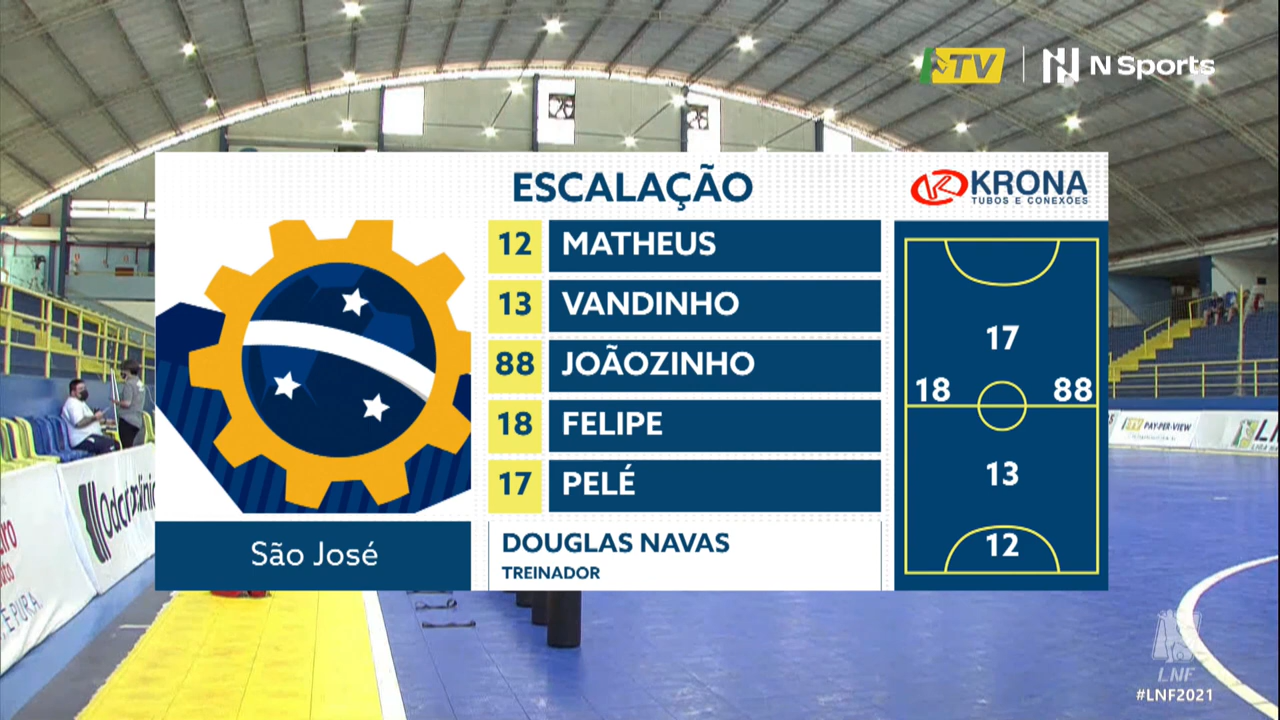 TV
N Sports
ESCALAÇÃO
KRONA
TUBOS E CONEXÕES
12 MATHEUS
13 VANDINHO
88 JOÃOZINHO
18 FELIPE
17 PELÉ
São José
DOUGLAS NAVAS
TREINADOR
17
18 88
13
12
TV PAY-PER-VIEW
LNF
#LNF2021